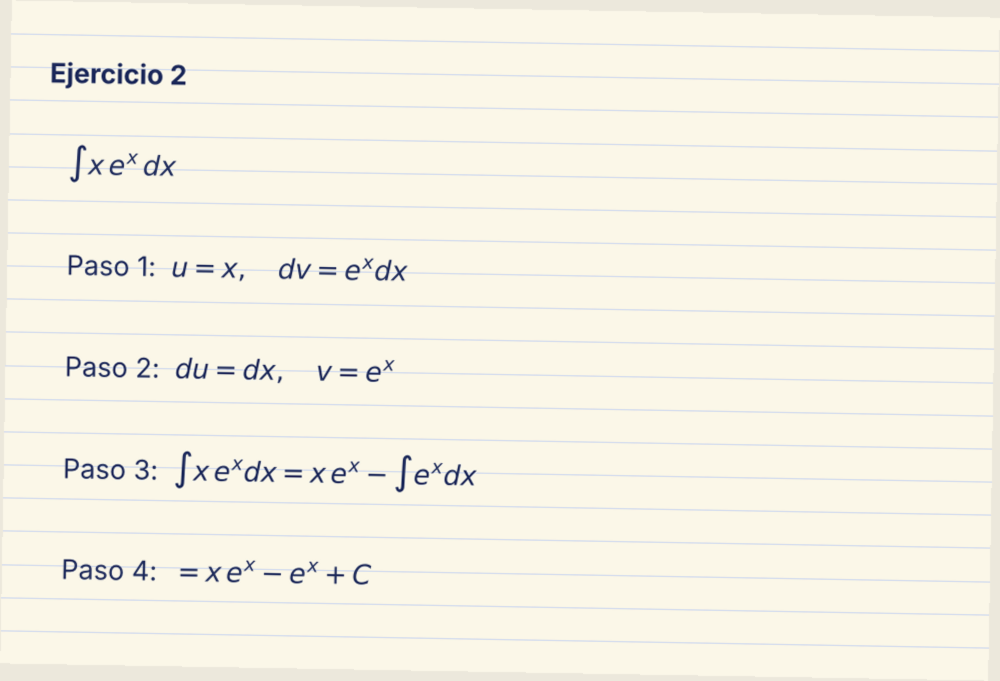 Ejercicio 2
∫x eˣ dx
Paso 1: u = x, dv = eˣdx
Paso 2: du = dx, v = eˣ
Paso 3: ∫x eˣdx = x eˣ − ∫eˣdx
Paso 4: = x eˣ − eˣ + C